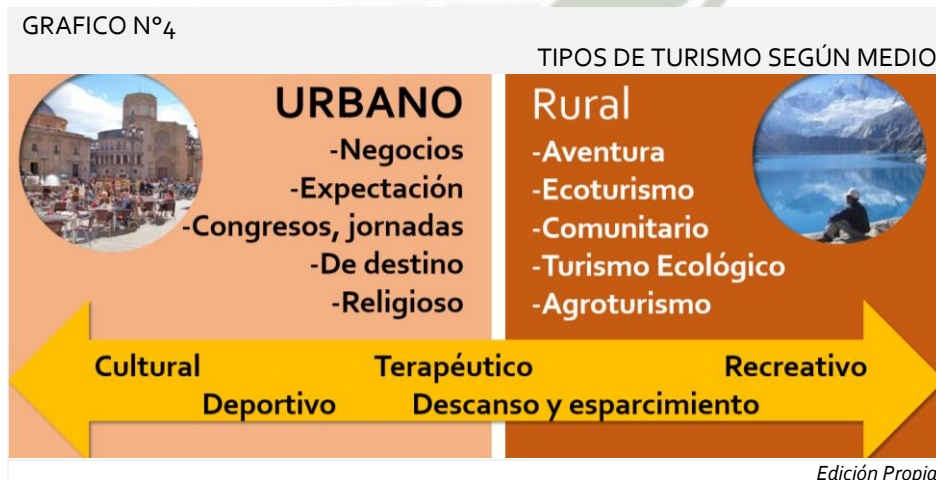 GRAFICO N°4
TIPOS DE TURISMO SEGÚN MEDIO
URBANO
-Negocios
-Expectación
-Congresos, jornadas
-De destino
-Religioso
Rural
-Aventura
-Ecoturismo
-Comunitario
-Turismo Ecológico
-Agroturismo
Cultural Terapéutico Recreativo
Deportivo Descanso y esparcimiento
Edición Propia